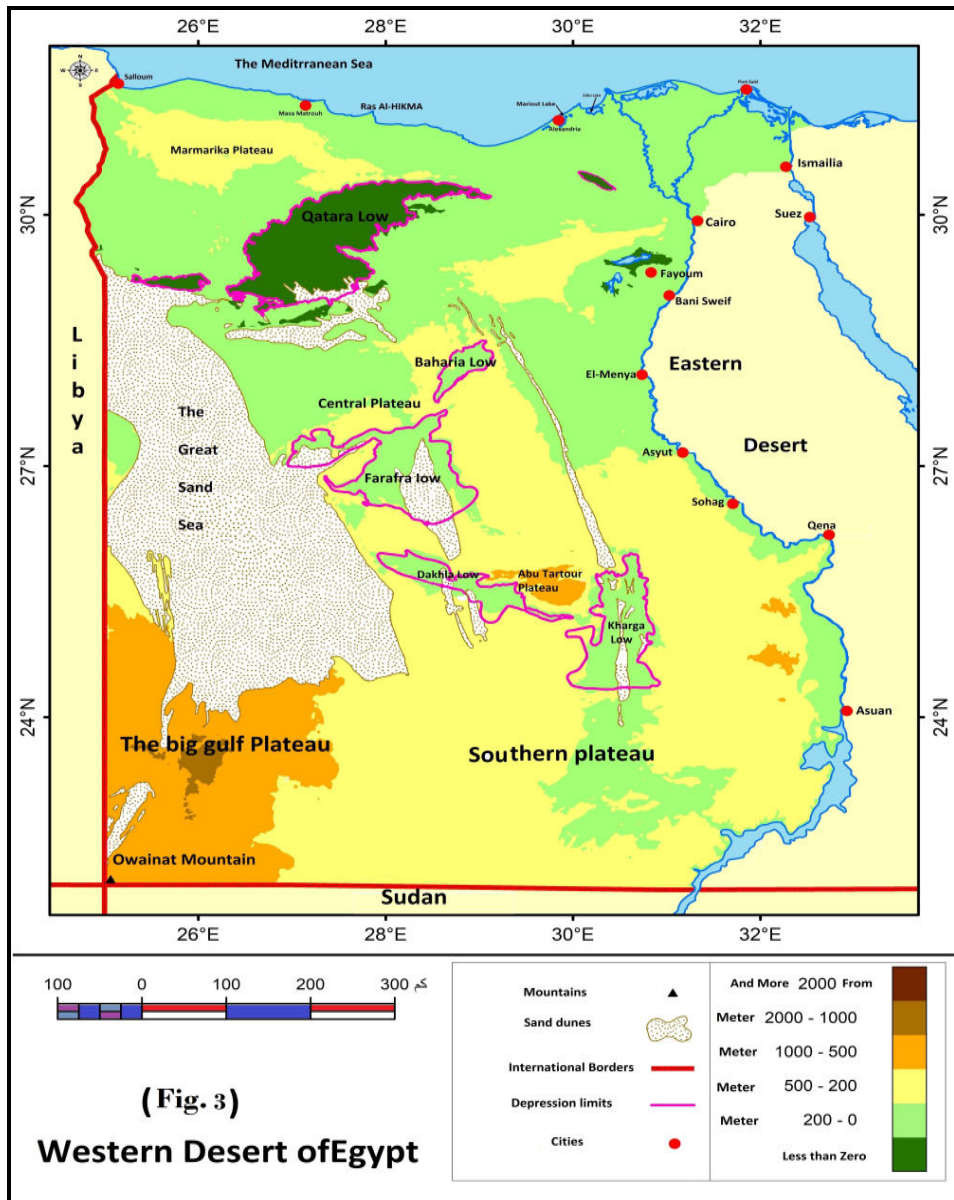 26°E 28°E 30°E 32°E
The Meditrranean Sea
N
W E
S
Salloum
Masa Matrouh
Ras Al-HIKMA
Mariout Lake
Alexandria
Port Said
Marmarika Plateau
Ismailia
30°N
Qatara Low
Cairo
Suez
30°N
Fayoum
Bani Sweif
Libya
Baharia Low
El-Menya
Eastern
Desert
Central Plateau
The
Great
Sand
Sea
27°N
Farafra low
Asyut
27°N
Sohag
Qena
Dakhla Low
Abu Tartour
Plateau
Kharga
Low
24°N
The big gulf Plateau
Southern plateau
Asuan
24°N
Owainat Mountain
Sudan
26°E 28°E 30°E 32°E
100 0 100 200 300 كم
Mountains
Sand dunes
International Borders
Depression limits
Cities
And More 2000 From
Meter 2000 - 1000
Meter 1000 - 500
Meter 500 - 200
Meter 200 - 0
Less than Zero
(Fig. 3)
Western Desert ofEgypt